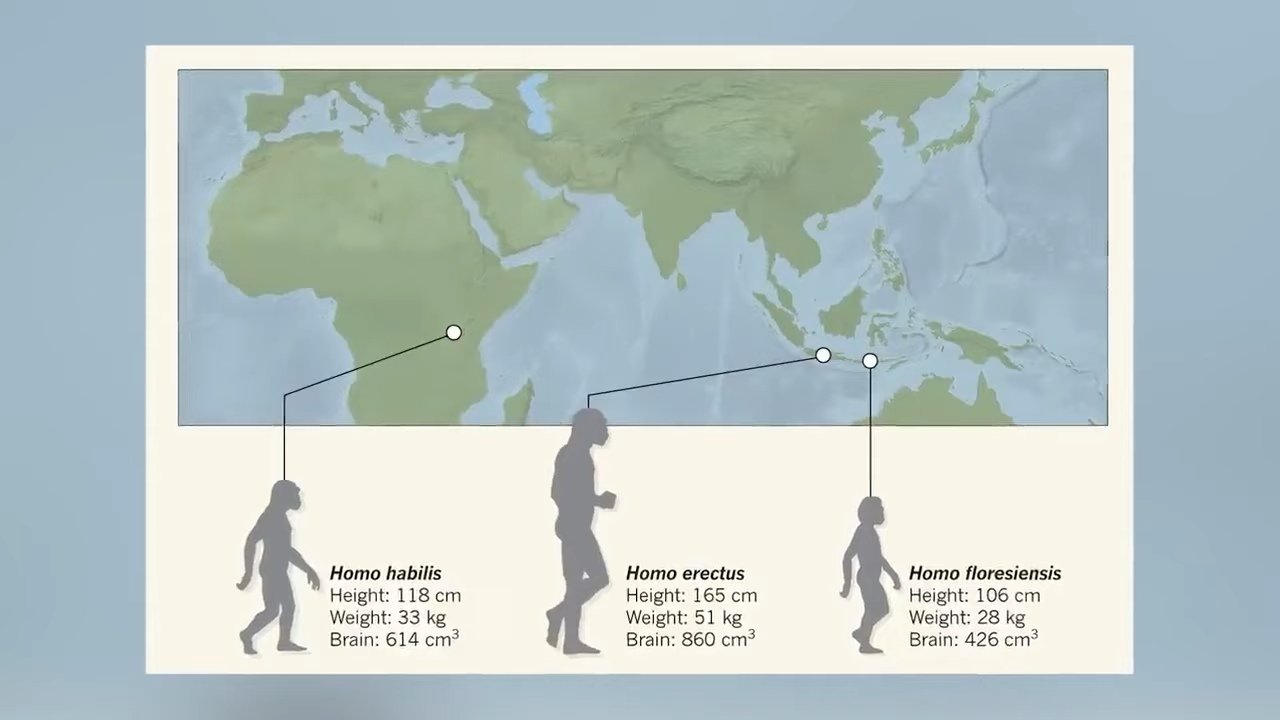 Homo habilis
Height: 118 cm
Weight: 33 kg
Brain: 614 cm³
Homo erectus
Height: 165 cm
Weight: 51 kg
Brain: 860 cm³
Homo floresiensis
Height: 106 cm
Weight: 28 kg
Brain: 426 cm³